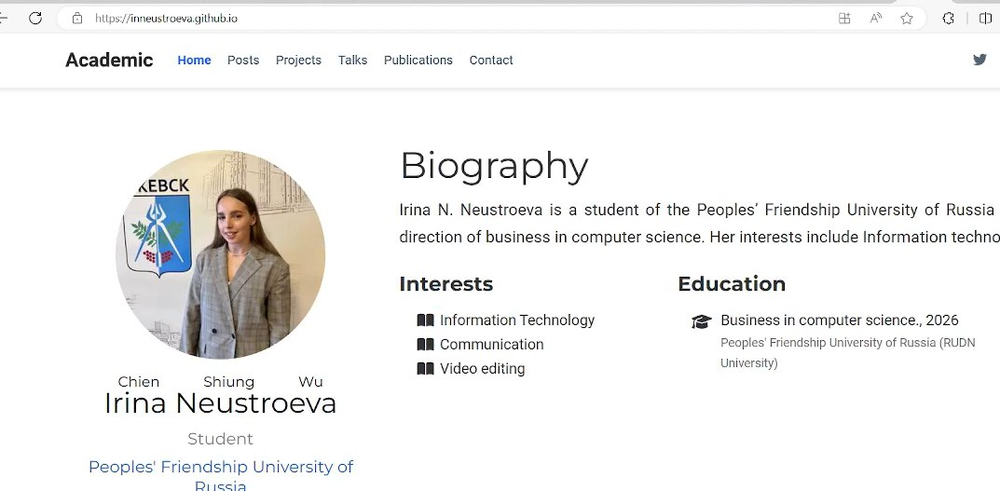 https://inneustroeva.github.io
Academic Home Posts Projects Talks Publications Contact
КЕВСК
Chien Shiung Wu
Irina Neustroeva
Student
Peoples' Friendship University of
Russia
Biography
Irina N. Neustroeva is a student of the Peoples’ Friendship University of Russia
direction of business in computer science. Her interests include Information techno
Interests
Information Technology
Communication
Video editing
Education
Business in computer science., 2026
Peoples' Friendship University of Russia (RUDN
University)